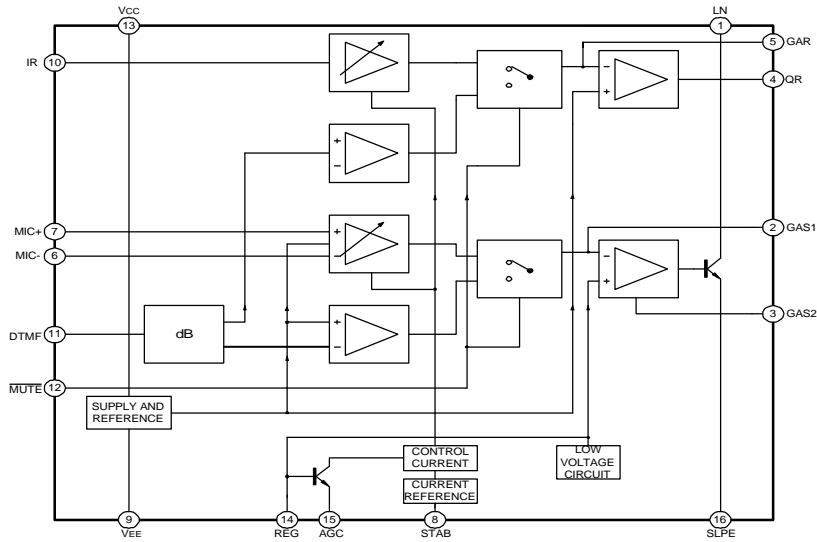 VCC
LN
13
1
IR
10
5
GAR
4
QR
+
-
-
+
MIC+
7
MIC-
6
+
-
-
+
2
GAS1
3
GAS2
DTMF
11
dB
+
-
MUTE
12
SUPPLY AND
REFERENCE
CONTROL
CURRENT
LOW
VOLTAGE
CIRCUIT
CURRENT
REFERENCE
9
14
15
8
16
VEE
REG
AGC
STAB
SLPE